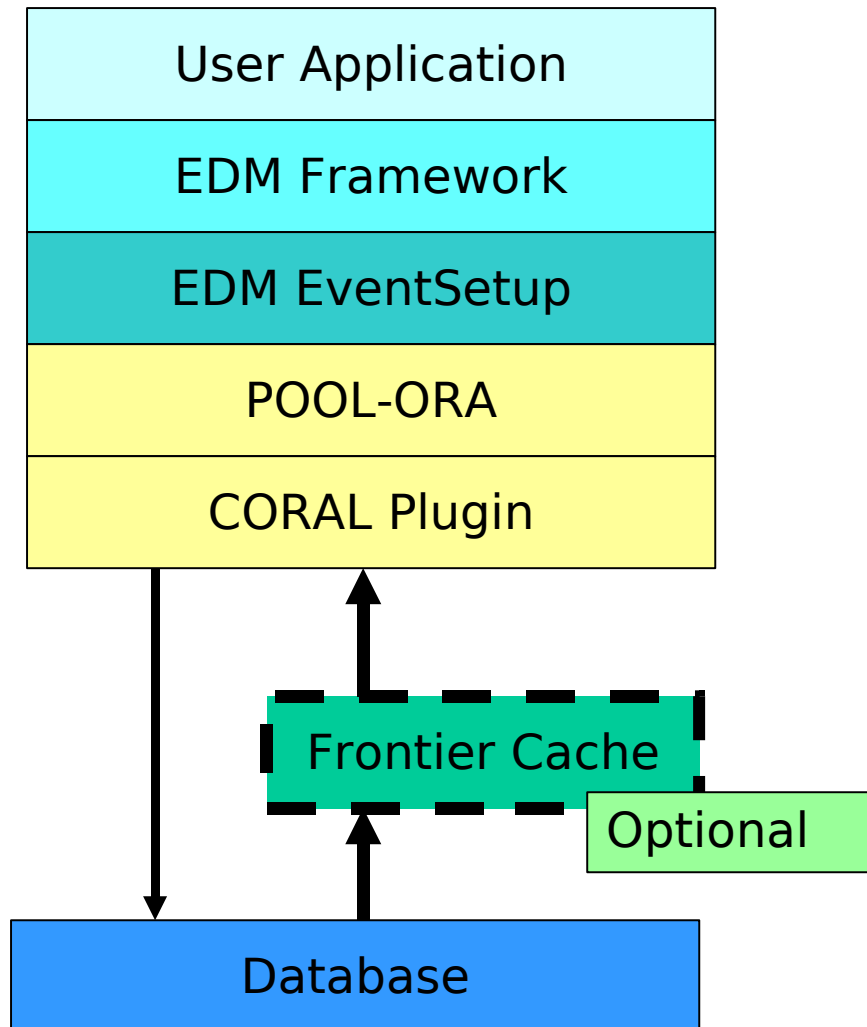 User Application
EDM Framework
EDM EventSetup
POOL-ORA
CORAL Plugin
Frontier Cache
Optional
Database